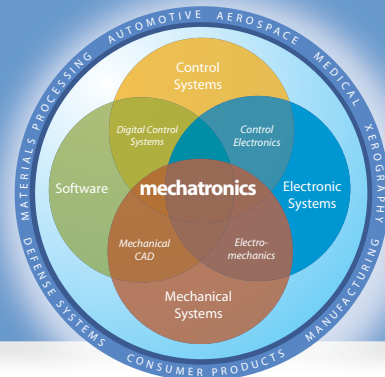 MATERIALS PROCESSING AUTOMOTIVE AEROSPACE MEDICAL XEROGRAPHY
Control
Systems
Digital Control
Systems
Control
Electronics
Software
mechatronics
Electronic
Systems
Mechanical
CAD
Electro-
mechanics
Mechanical
Systems
DEFENSE SYSTEMS CONSUMER PRODUCTS MANUFACTURING